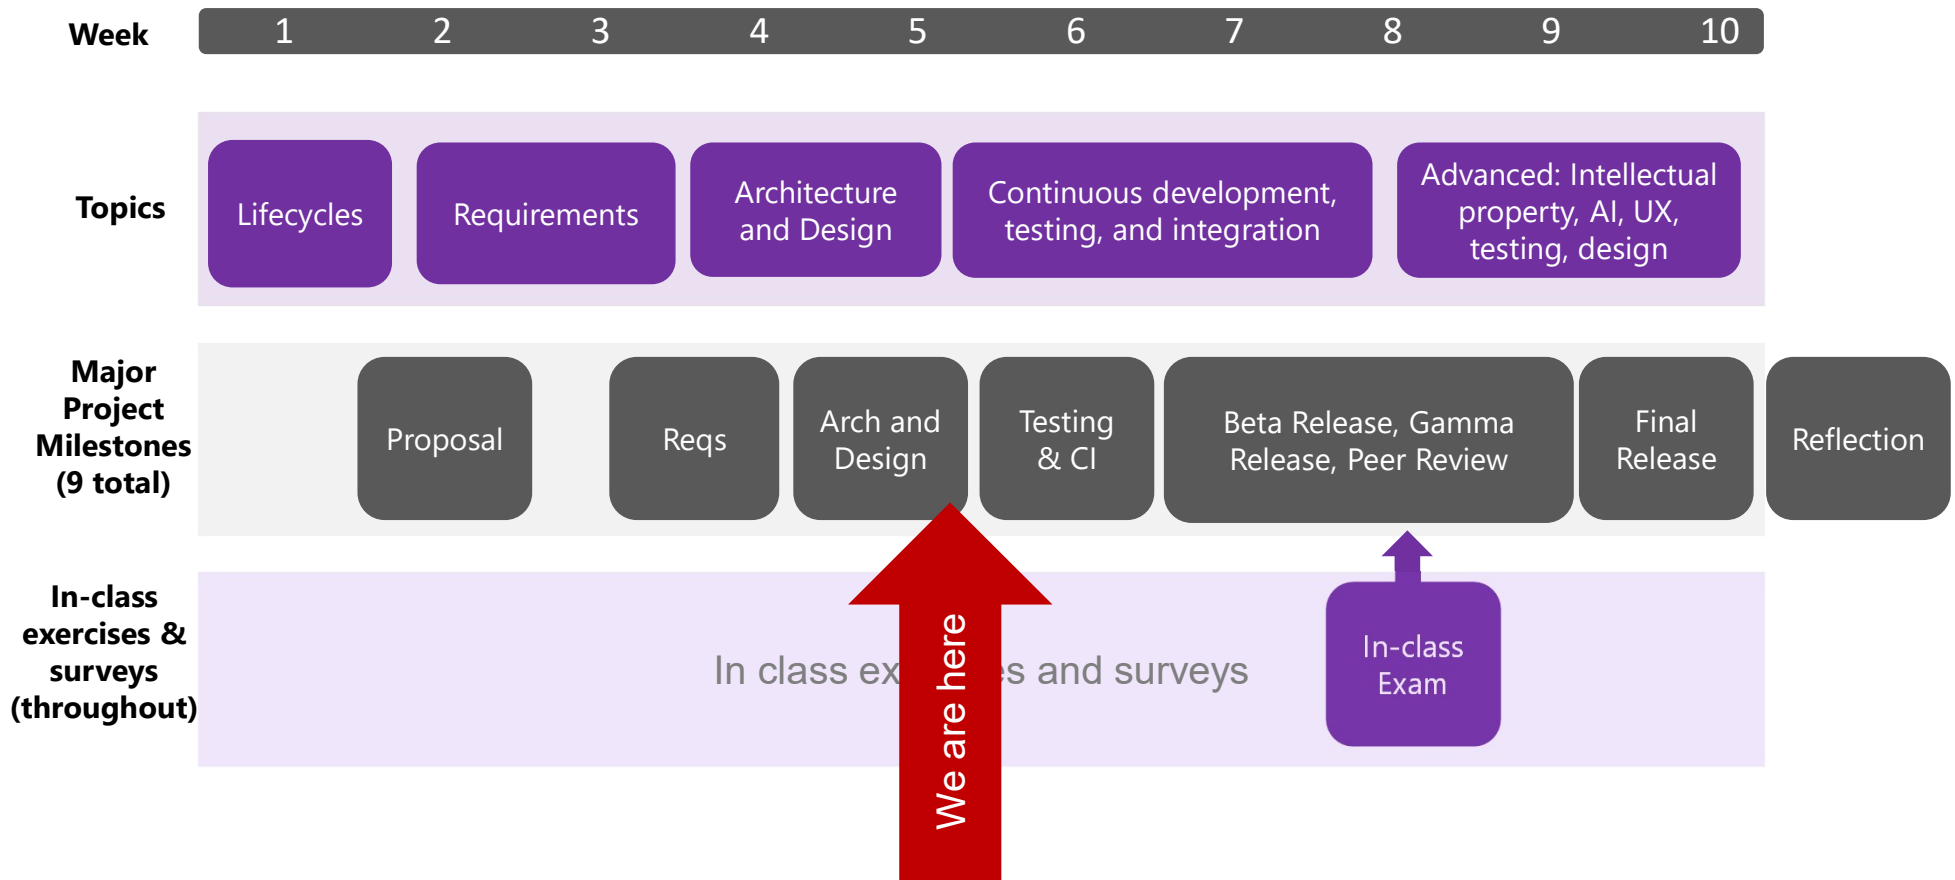 Week 1 2 3 4 5 6 7 8 9 10
Topics
Lifecycles
Requirements
Architecture
and Design
Continuous development,
testing, and integration
Advanced: Intellectual
property, AI, UX,
testing, design
Major
Project
Milestones
(9 total)
Proposal
Reqs
Arch and
Design
Testing
& CI
Beta Release, Gamma
Release, Peer Review
Final
Release
Reflection
In-class
exercises &
surveys
(throughout)
In class and surveys
We are here
In-class
Exam